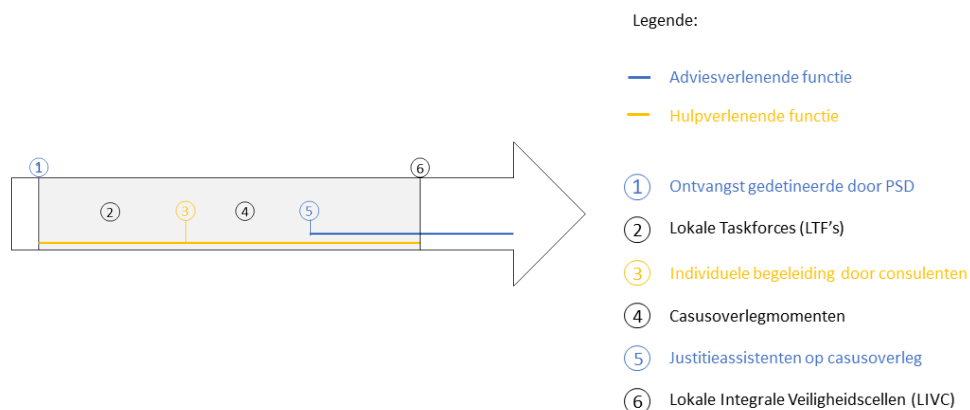 Legende:
Adviesverlenende functie
Hulpverlenende functie
1
6
2
3
4
5
1 Ontvangst gedetineerde door PSD
2 Lokale Taskforces (LTF's)
3 Individuele begeleiding door consulenten
4 Casusoverlegmomenten
5 Justitieassistenten op casusoverleg
6 Lokale Integrale Veiligheidscellen (LIVC)